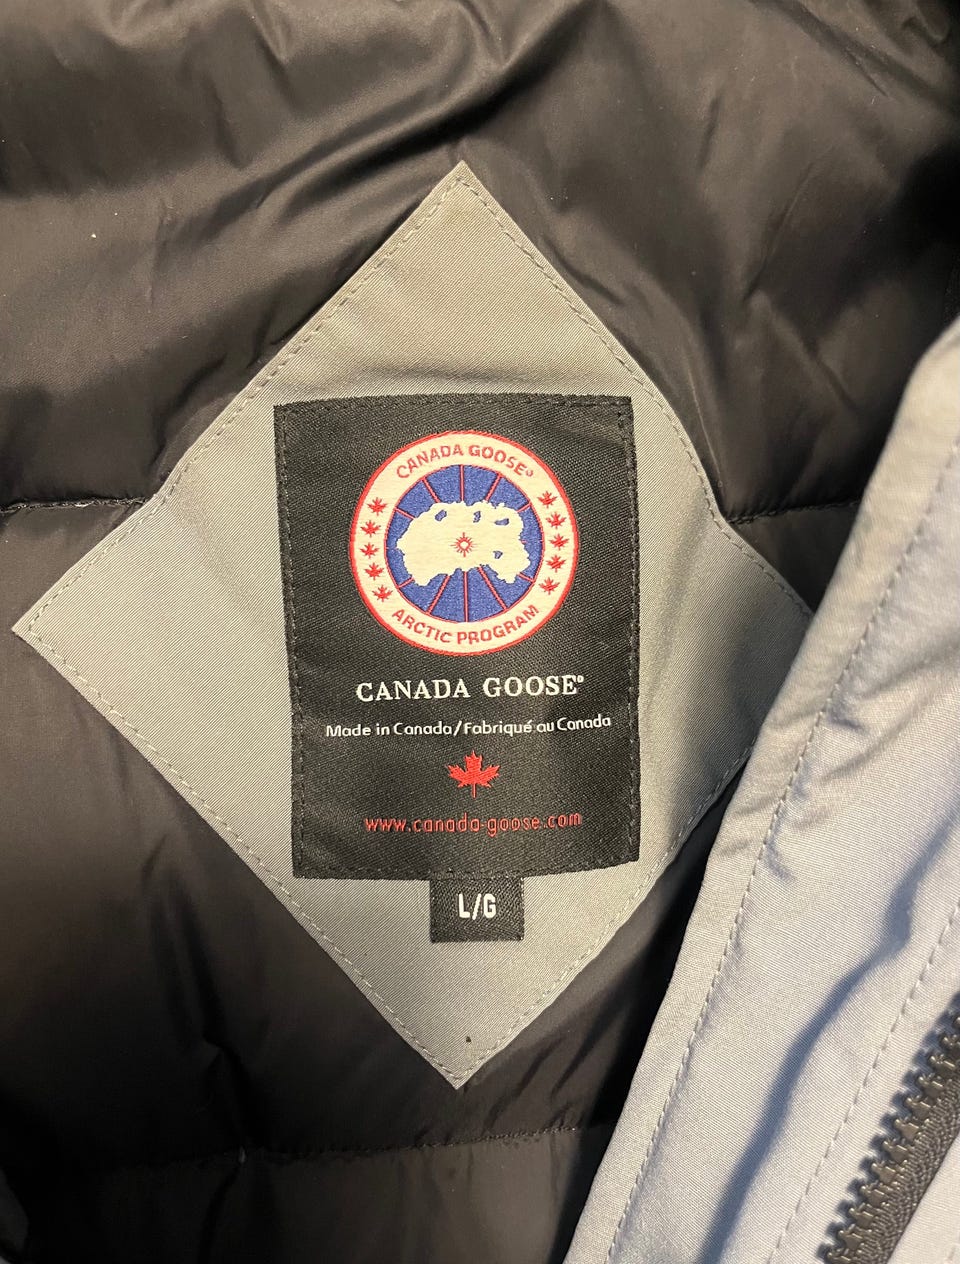 CANADA GOOSE®
ARCTIC PROGRAM
CANADA GOOSE®
Made in Canada/Fabriqué au Canada
www.canada-goose.com
L/G